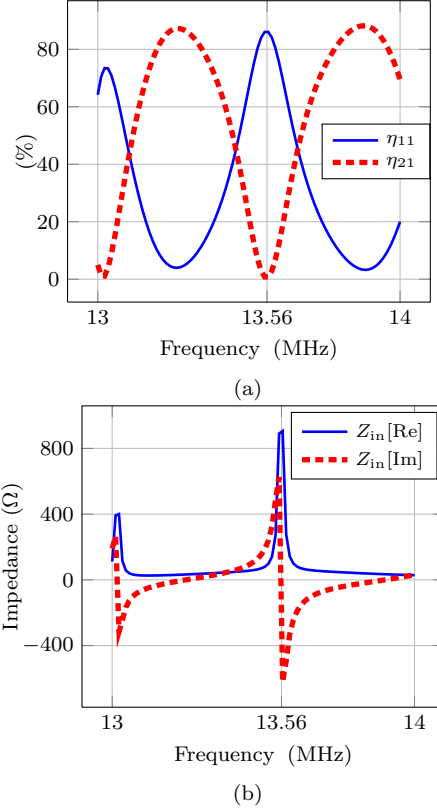 80
60
40
20
0
(%)
η11
η21
13
13.56
14
Frequency (MHz)
(a)
800
400
0
−400
Impedance (Ω)
Zin[Re]
Zin[Im]
13
13.56
14
Frequency (MHz)
(b)